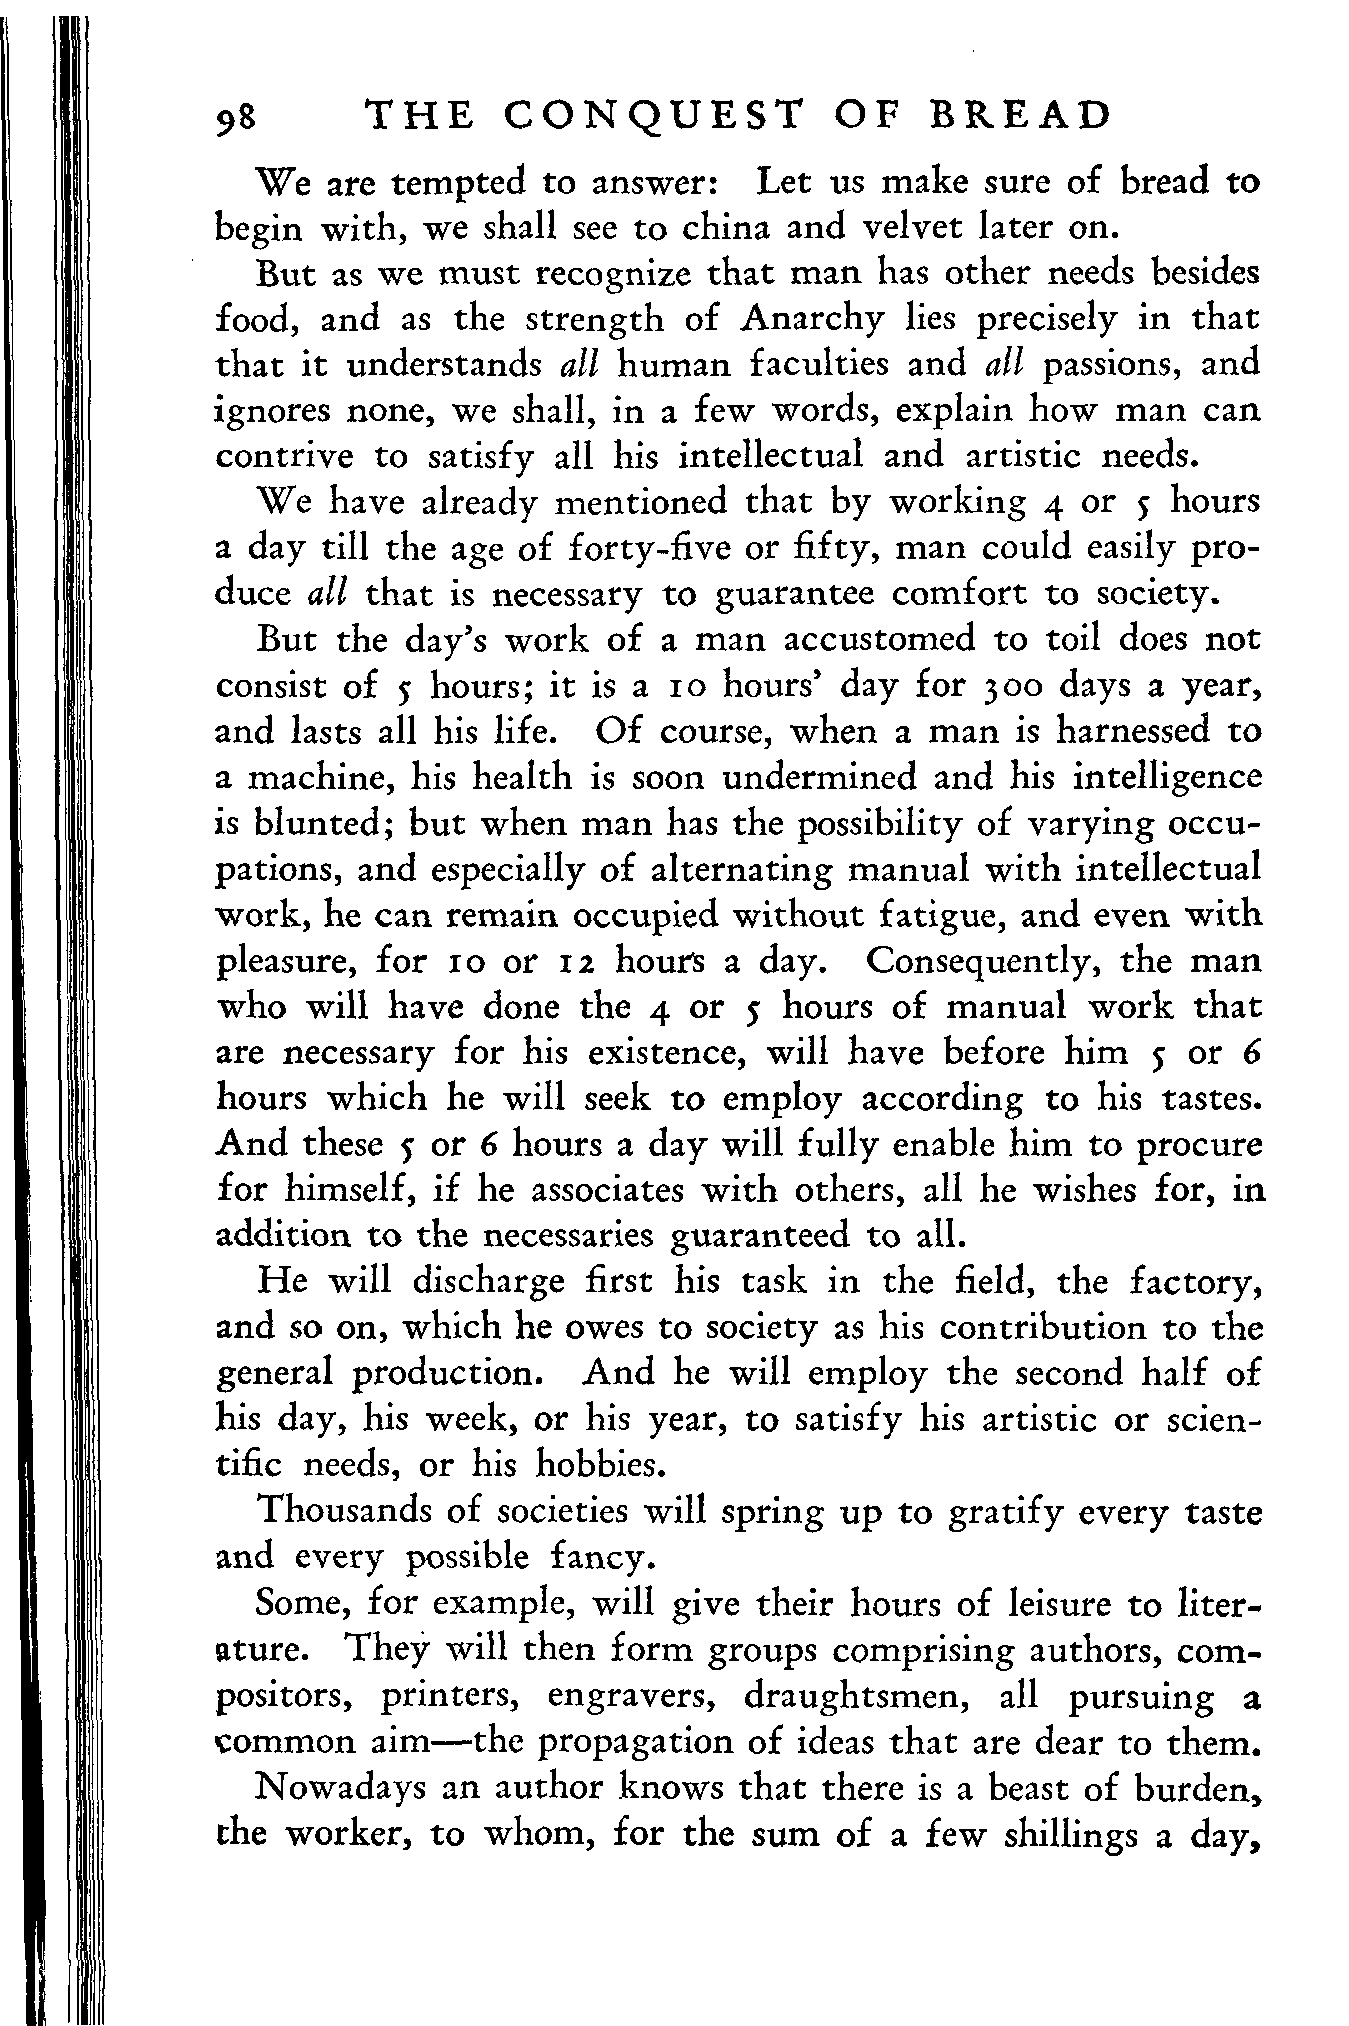 98 THE CONQUEST OF BREAD
We are tempted to answer: Let us make sure of bread to
begin with, we shall see to china and velvet later on.
But as we must recognize that man has other needs besides
food, and as the strength of Anarchy lies precisely in that
that it understands all human faculties and all passions, and
ignores none, we shall, in a few words, explain how man can
contrive to satisfy all his intellectual and artistic needs.
We have already mentioned that by working 4 or 5 hours
a day till the age of forty-five or fifty, man could easily pro-
duce all that is necessary to guarantee comfort to society.
But the day's work of a man accustomed to toil does not
consist of 5 hours; it is a 10 hours' day for 300 days a year,
and lasts all his life. Of course, when a man is harnessed to
a machine, his health is soon undermined and his intelligence
is blunted; but when man has the possibility of varying occu-
pations, and especially of alternating manual with intellectual
work, he can remain occupied without fatigue, and even with
pleasure, for 10 or 12 hours a day. Consequently, the man
who will have done the 4 or 5 hours of manual work that
are necessary for his existence, will have before him 5 or 6
hours which he will seek to employ according to his tastes.
And these 5 or 6 hours a day will fully enable him to procure
for himself, if he associates with others, all he wishes for, in
addition to the necessaries guaranteed to all.
He will discharge first his task in the field, the factory,
and so on, which he owes to society as his contribution to the
general production. And he will employ the second half of
his day, his week, or his year, to satisfy his artistic or scien-
tific needs, or his hobbies.
Thousands of societies will spring up to gratify every taste
and every possible fancy.
Some, for example, will give their hours of leisure to liter-
ature. They will then form groups comprising authors, com-
positors, printers, engravers, draughtsmen, all pursuing a
common aim—the propagation of ideas that are dear to them.
Nowadays an author knows that there is a beast of burden,
the worker, to whom, for the sum of a few shillings a day,